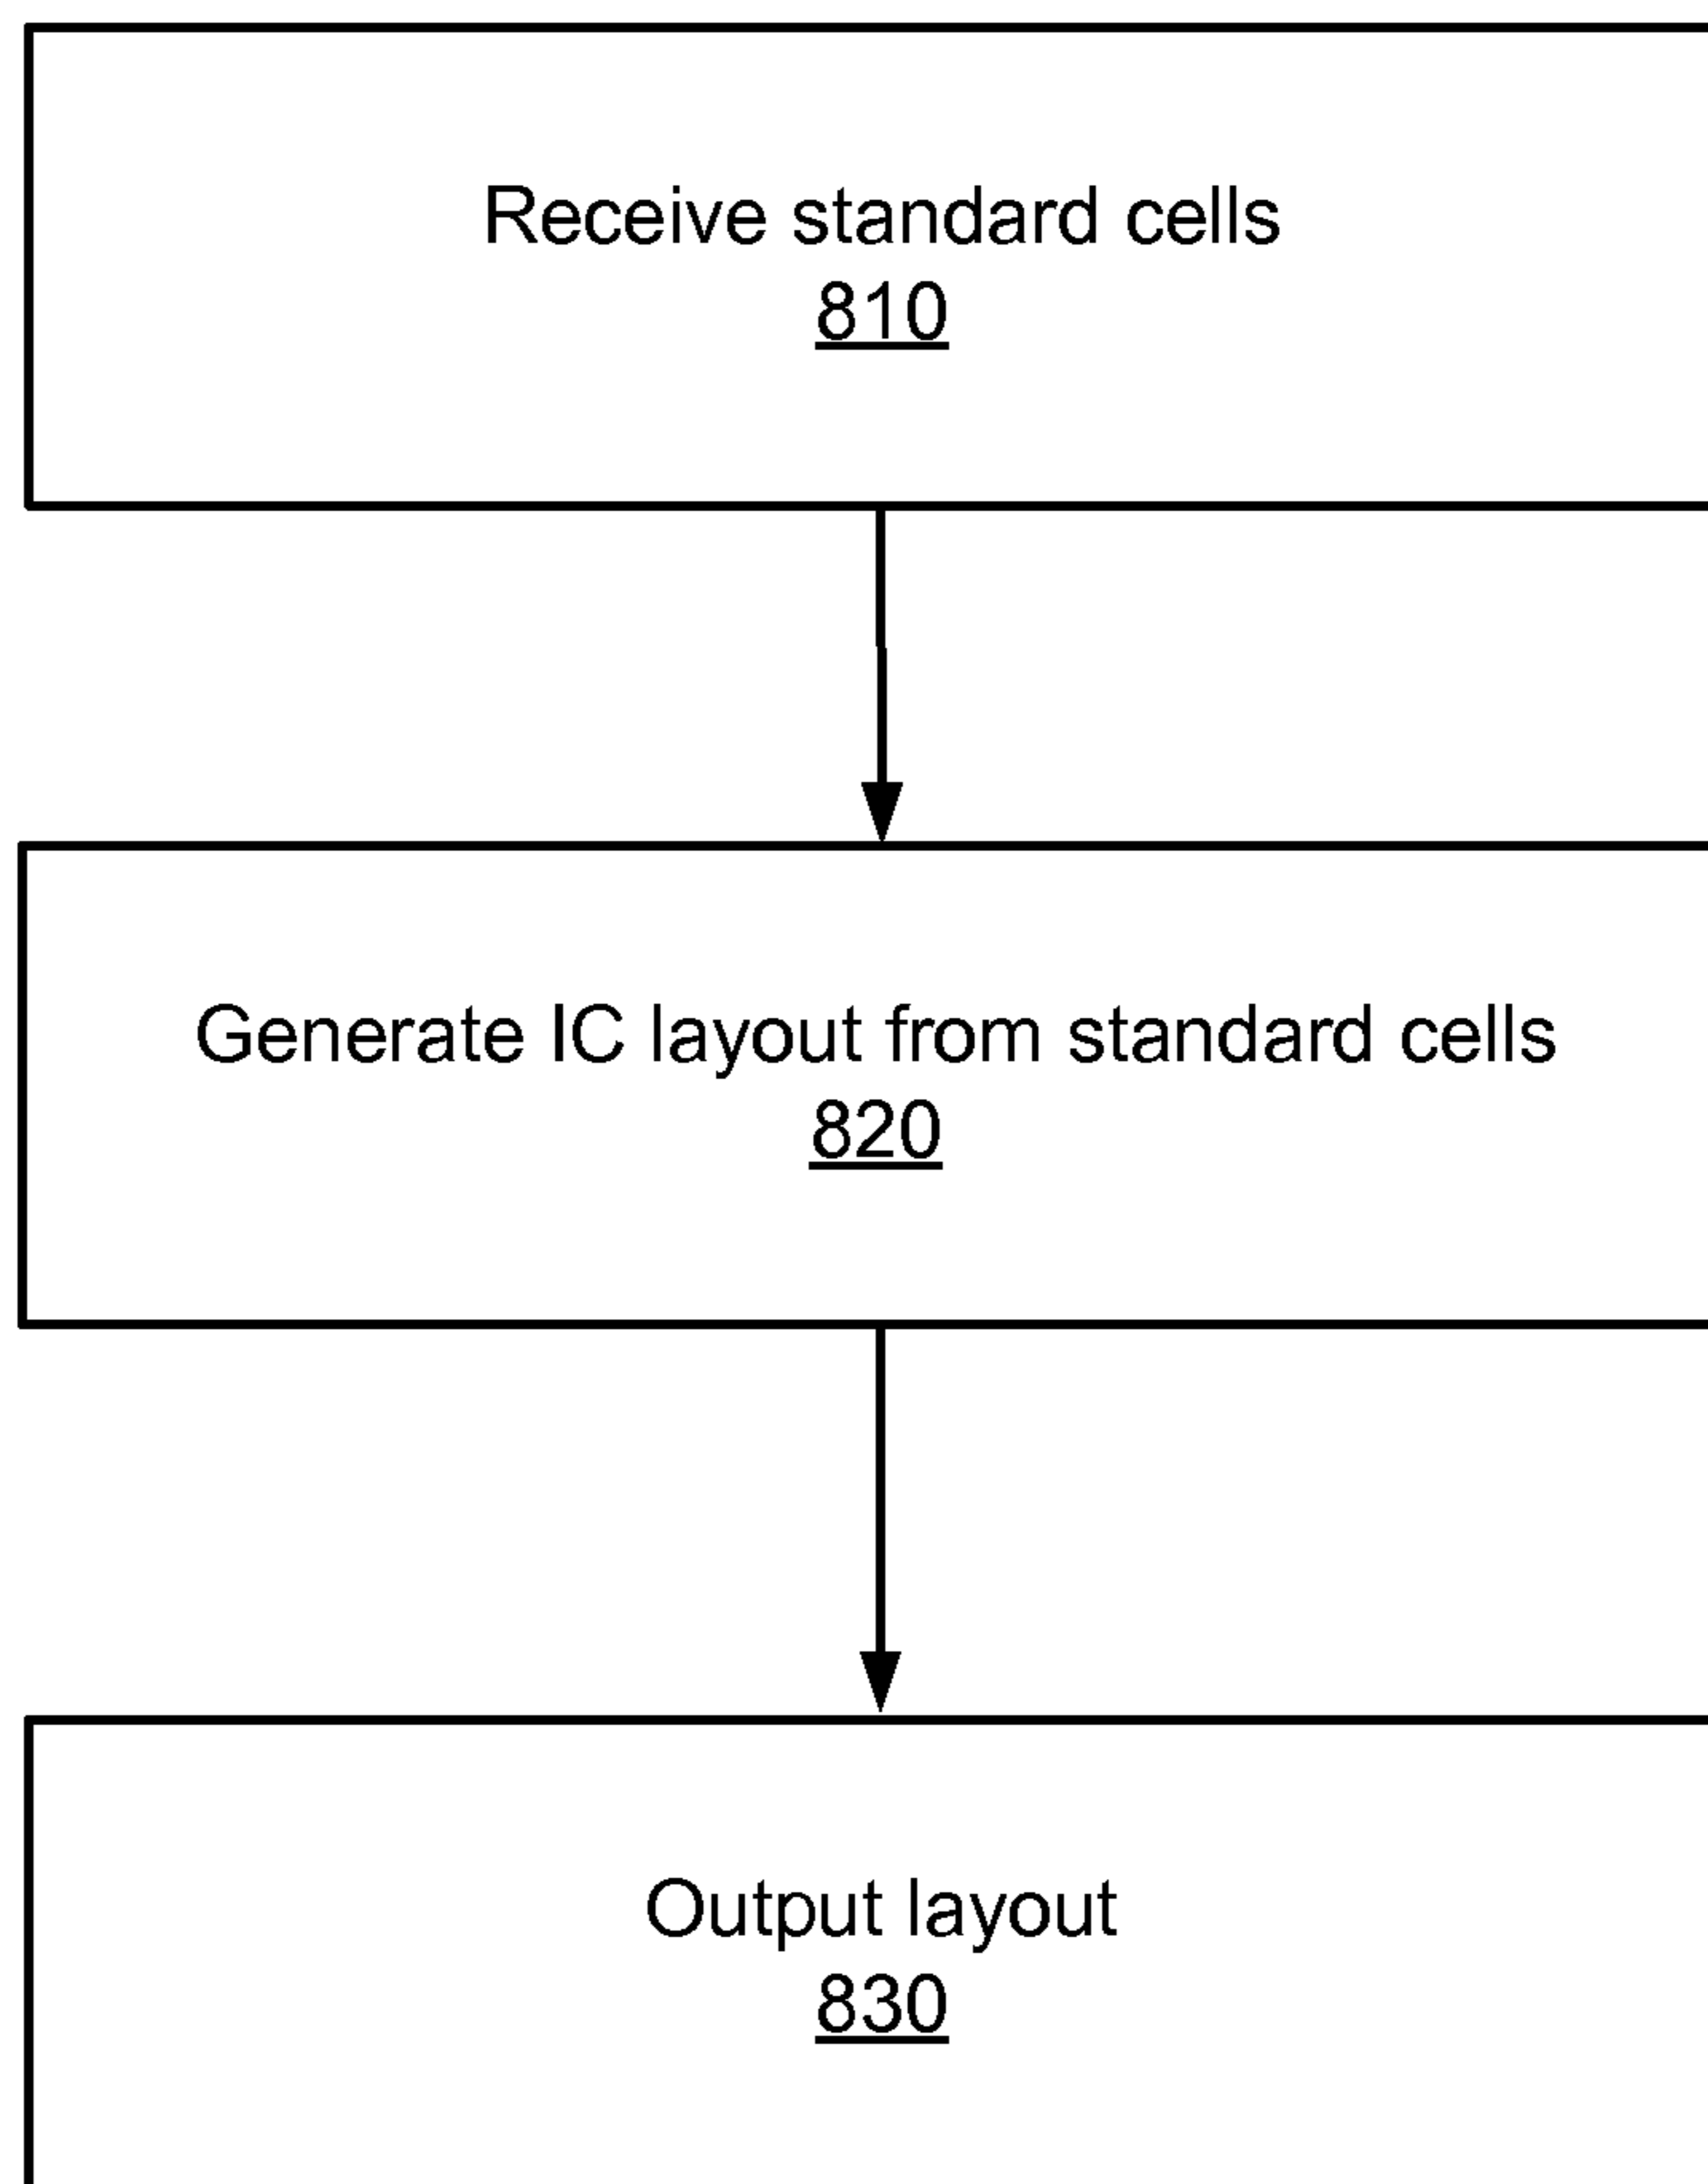 Receive standard cells
810
Generate IC layout from standard cells
820
Output layout
830